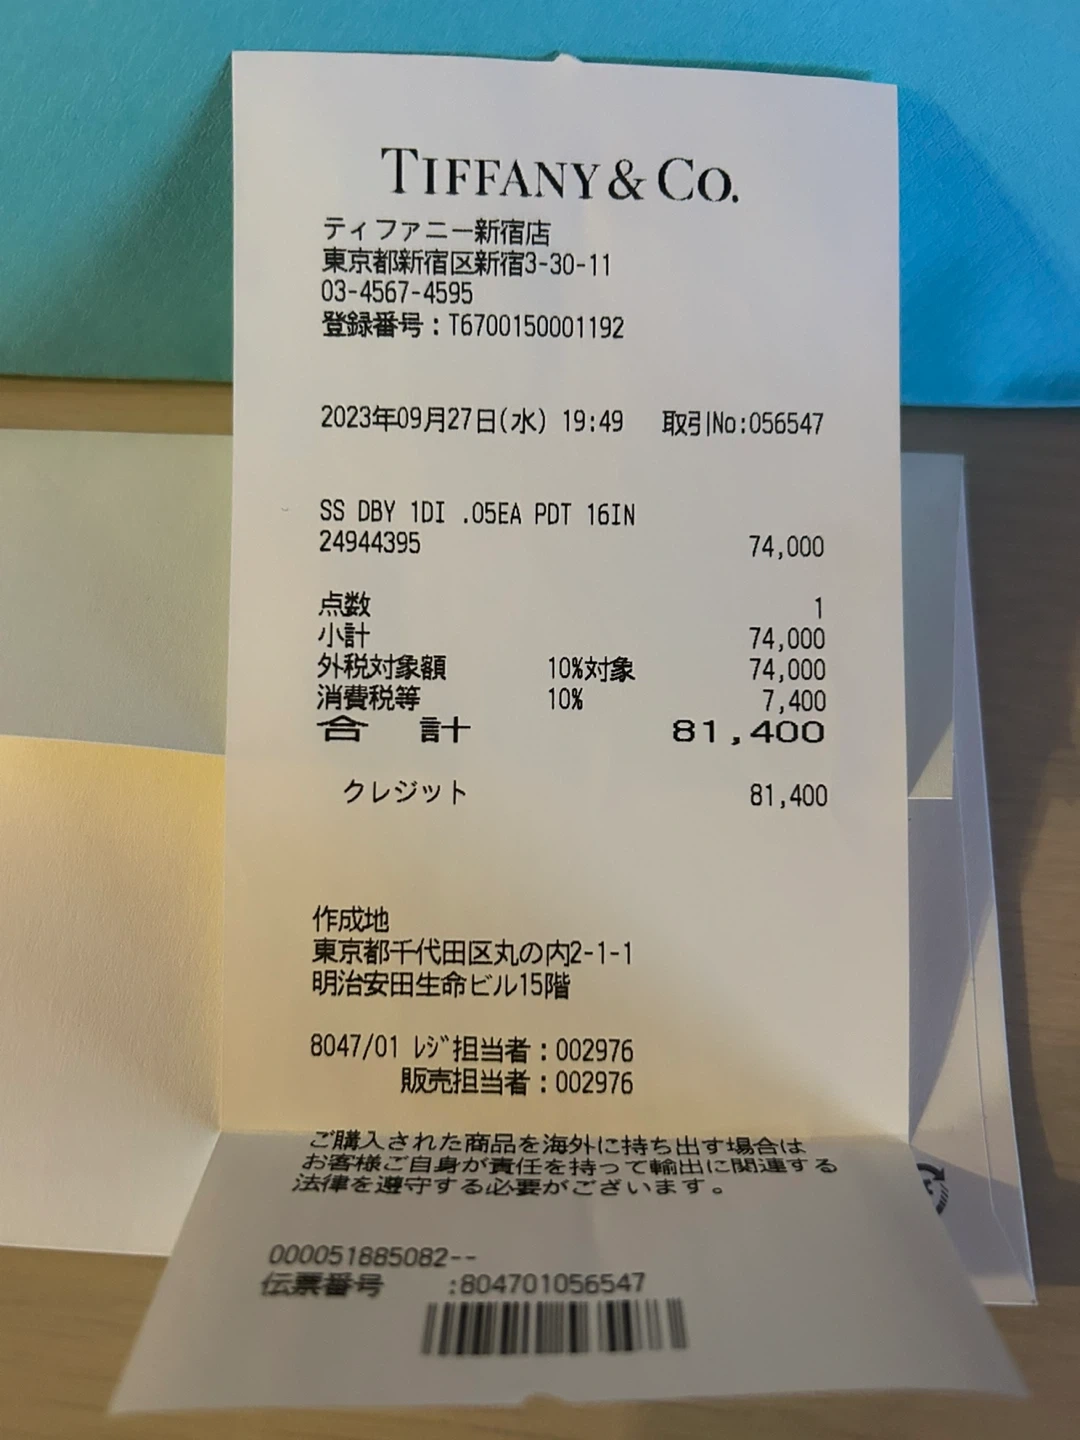 TIFFANY & CO.
ティファニー新宿店
東京都新宿区新宿3-30-11
03-4567-4595
登録番号：T6700150001192
2023年09月27日(水) 19:49 取引No:056547
SS DBY 1DI .05EA PDT 16IN
24944395 74,000
点数 1
小計 74,000
外税対象額 10%対象 74,000
消費税等 10% 7,400
合 計 81,400
クレジット 81,400
作成地
東京都千代田区丸の内2-1-1
明治安田生命ビル15階
8047/01 ﾚｼﾞ担当者：002976
販売担当者：002976
ご購入された商品を海外に持ち出す場合は
お客様ご自身が責任を持って輸出に関連する
法律を遵守する必要がございます。
000051885082--
伝票番号 :804701056547